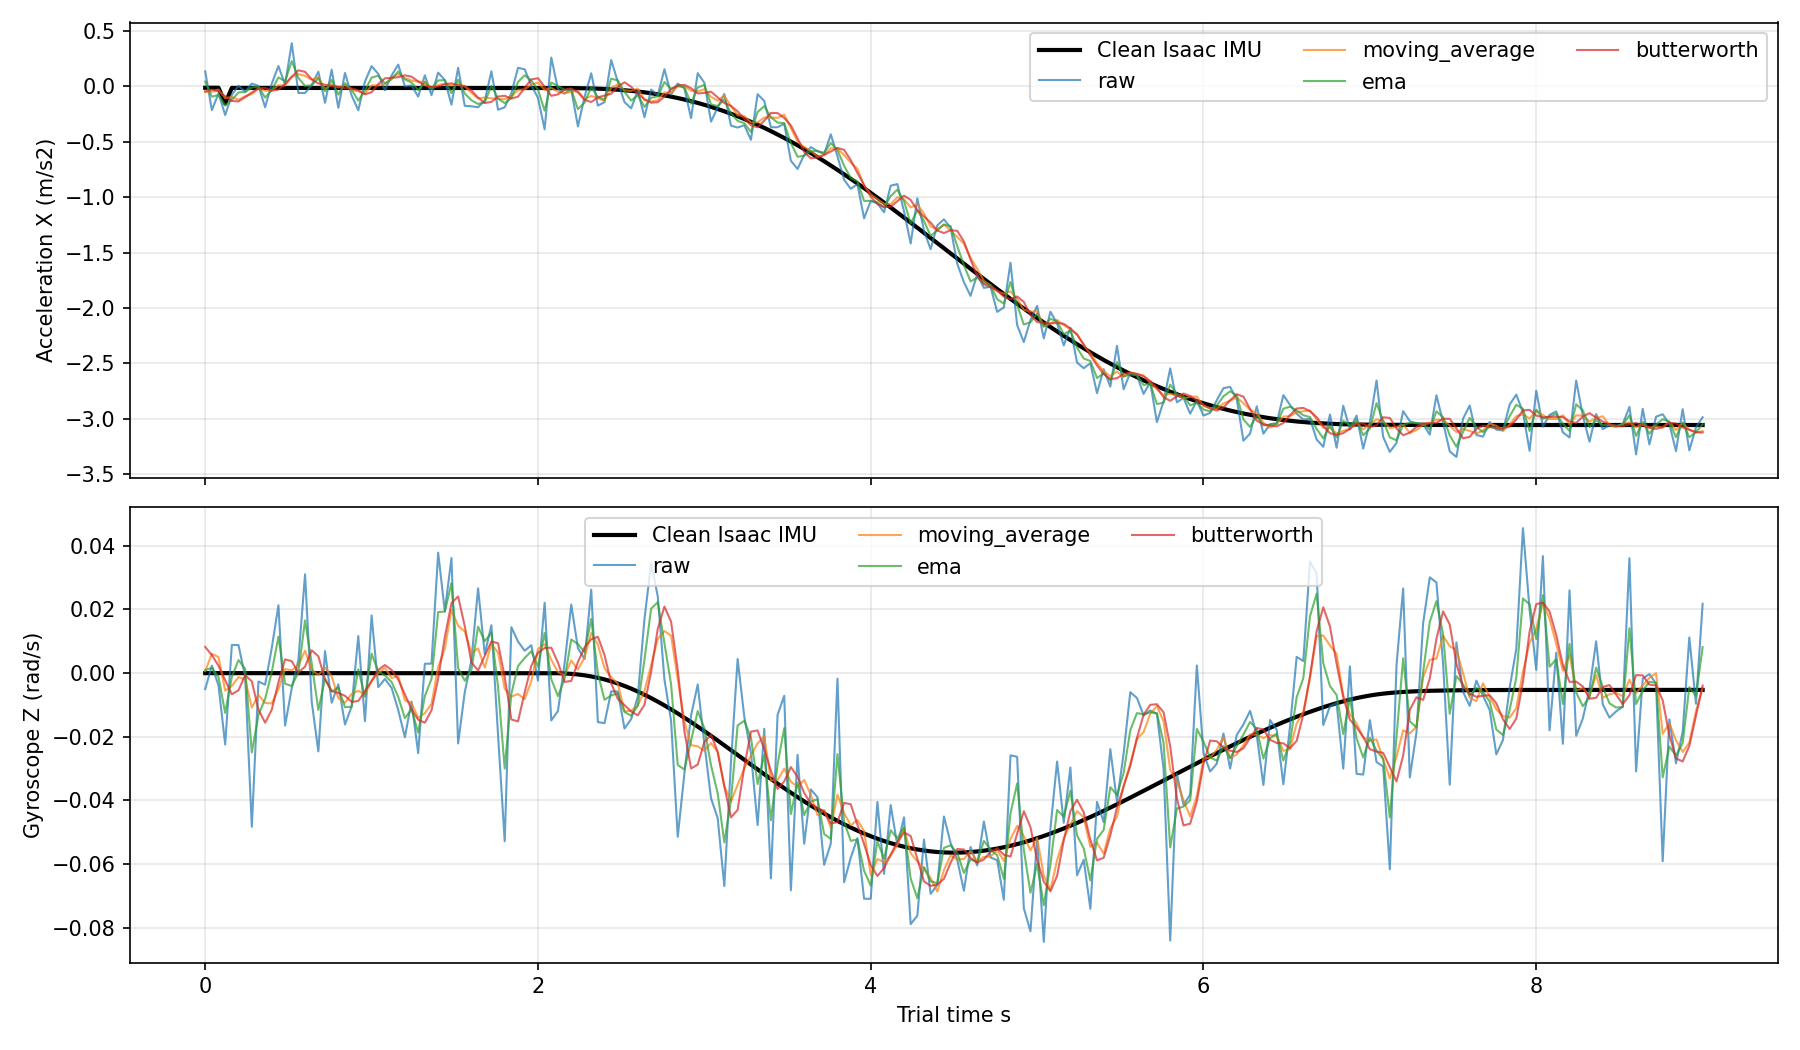 0.5
0.0
−0.5
−1.0
−1.5
−2.0
−2.5
−3.0
−3.5
Acceleration X (m/s2)
Clean Isaac IMU moving_average butterworth
raw ema
0.04
0.02
0.00
−0.02
−0.04
−0.06
−0.08
Gyroscope Z (rad/s)
Clean Isaac IMU moving_average butterworth
raw ema
0 2 4 6 8
Trial time s